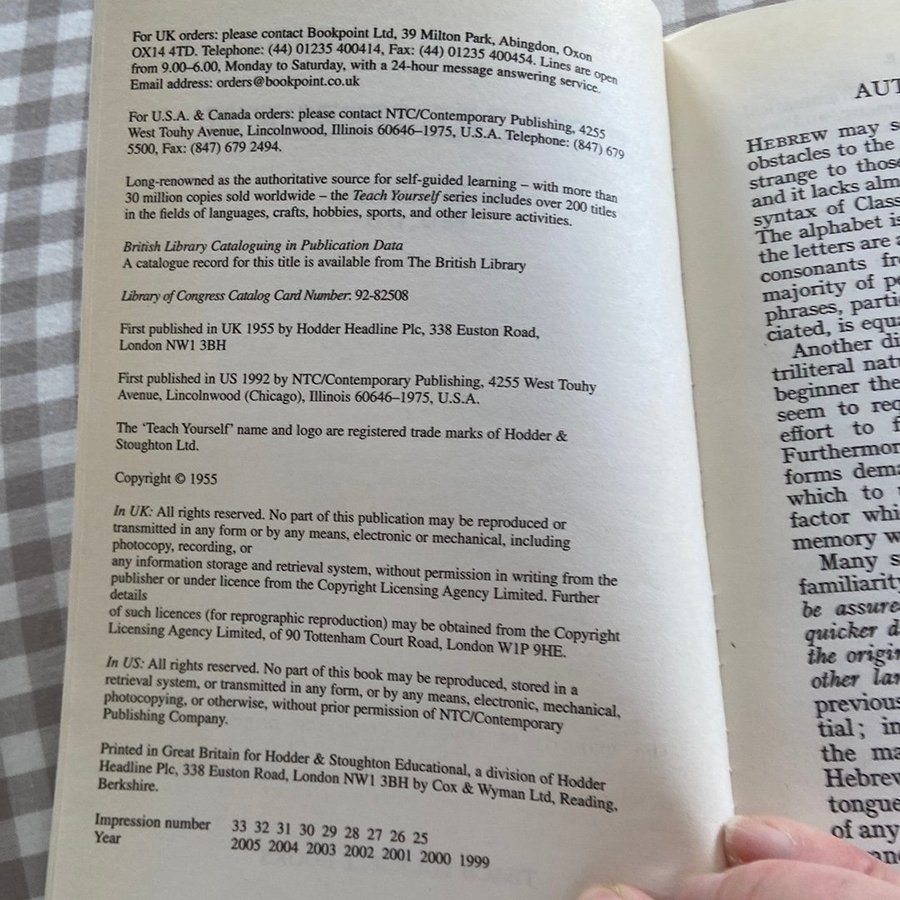 For UK orders: please contact Bookpoint Ltd, 39 Milton Park, Abingdon, Oxon
OX14 4TD. Telephone: (44) 01235 400414, Fax: (44) 01235 400454. Lines are open
from 9.00–6.00, Monday to Saturday, with a 24-hour message answering service.
Email address: orders@bookpoint.co.uk
For U.S.A. & Canada orders: please contact NTC/Contemporary Publishing, 4255
West Touhy Avenue, Lincolnwood, Illinois 60646–1975, U.S.A. Telephone: (847) 679
5500, Fax: (847) 679 2494.
Long-renowned as the authoritative source for self-guided learning – with more than
30 million copies sold worldwide – the Teach Yourself series includes over 200 titles
in the fields of languages, crafts, hobbies, sports, and other leisure activities.
British Library Cataloguing in Publication Data
A catalogue record for this title is available from The British Library
Library of Congress Catalog Card Number: 92-82508
First published in UK 1955 by Hodder Headline Plc, 338 Euston Road,
London NW1 3BH
First published in US 1992 by NTC/Contemporary Publishing, 4255 West Touhy
Avenue, Lincolnwood (Chicago), Illinois 60646–1975, U.S.A.
The ‘Teach Yourself’ name and logo are registered trade marks of Hodder &
Stoughton Ltd.
Copyright © 1955
In UK: All rights reserved. No part of this publication may be reproduced or
transmitted in any form or by any means, electronic or mechanical, including
photocopy, recording, or
any information storage and retrieval system, without permission in writing from the
publisher or under licence from the Copyright Licensing Agency Limited. Further
details
of such licences (for reprographic reproduction) may be obtained from the Copyright
Licensing Agency Limited, of 90 Tottenham Court Road, London W1P 9HE.
In US: All rights reserved. No part of this book may be reproduced, stored in a
retrieval system, or transmitted in any form, or by any means, electronic, mechanical,
photocopying, or otherwise, without prior permission of NTC/Contemporary
Publishing Company.
Printed in Great Britain for Hodder & Stoughton Educational, a division of Hodder
Headline Plc, 338 Euston Road, London NW1 3BH by Cox & Wyman Ltd, Reading,
Berkshire.
Impression number 33 32 31 30 29 28 27 26 25
Year 2005 2004 2003 2002 2001 2000 1999
HEBREW may
obstacles to the
strange to those
and it lacks
syntax of
The alphabet
the letters are
consonants
majority of
phrases,
ciated, is
Another
triliteral
beginner the
seem to
effort to
Furthermore
forms
which to
factor
memory
Many
familiarity
be
quicker
the
other
previous
tial; in
the
Hebrew
tongue
of any